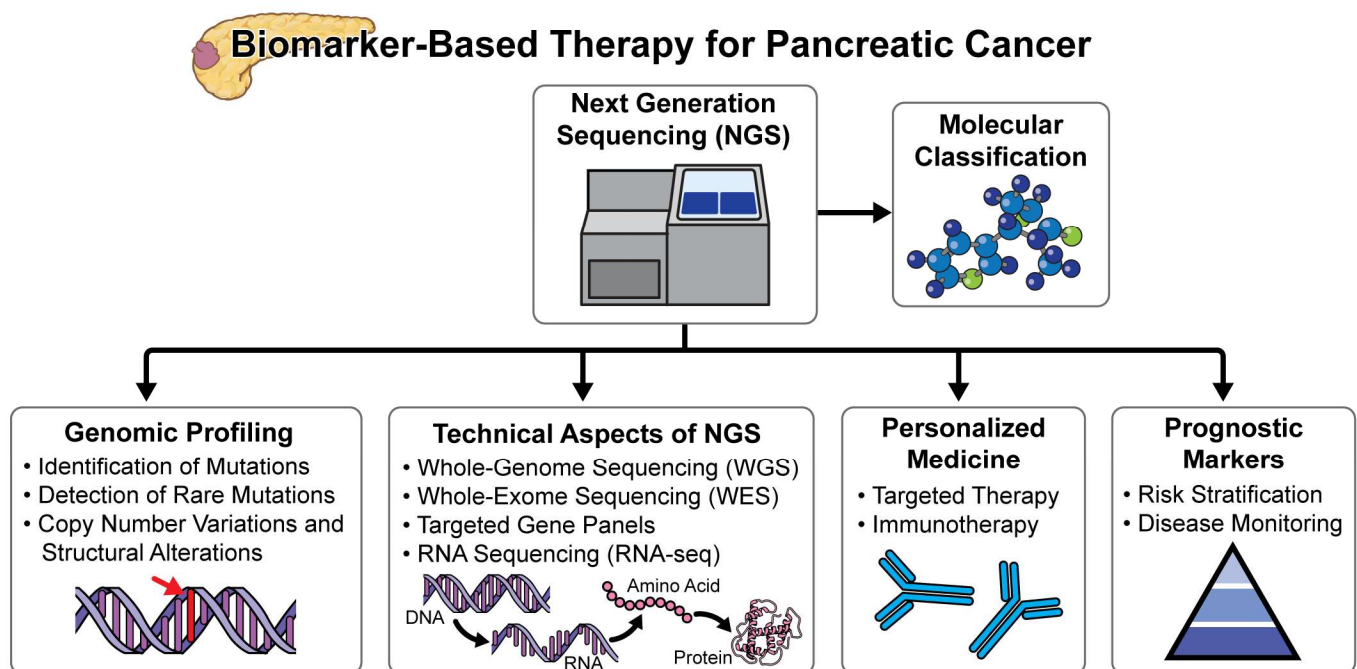 Biomarker-Based Therapy for Pancreatic Cancer
Next Generation
Sequencing (NGS)
Molecular
Classification
Genomic Profiling
• Identification of Mutations
• Detection of Rare Mutations
• Copy Number Variations and
Structural Alterations
Technical Aspects of NGS
• Whole-Genome Sequencing (WGS)
• Whole-Exome Sequencing (WES)
• Targeted Gene Panels
• RNA Sequencing (RNA-seq)
DNA
RNA
Amino Acid
Protein
Personalized
Medicine
• Targeted Therapy
• Immunotherapy
Prognostic
Markers
• Risk Stratification
• Disease Monitoring